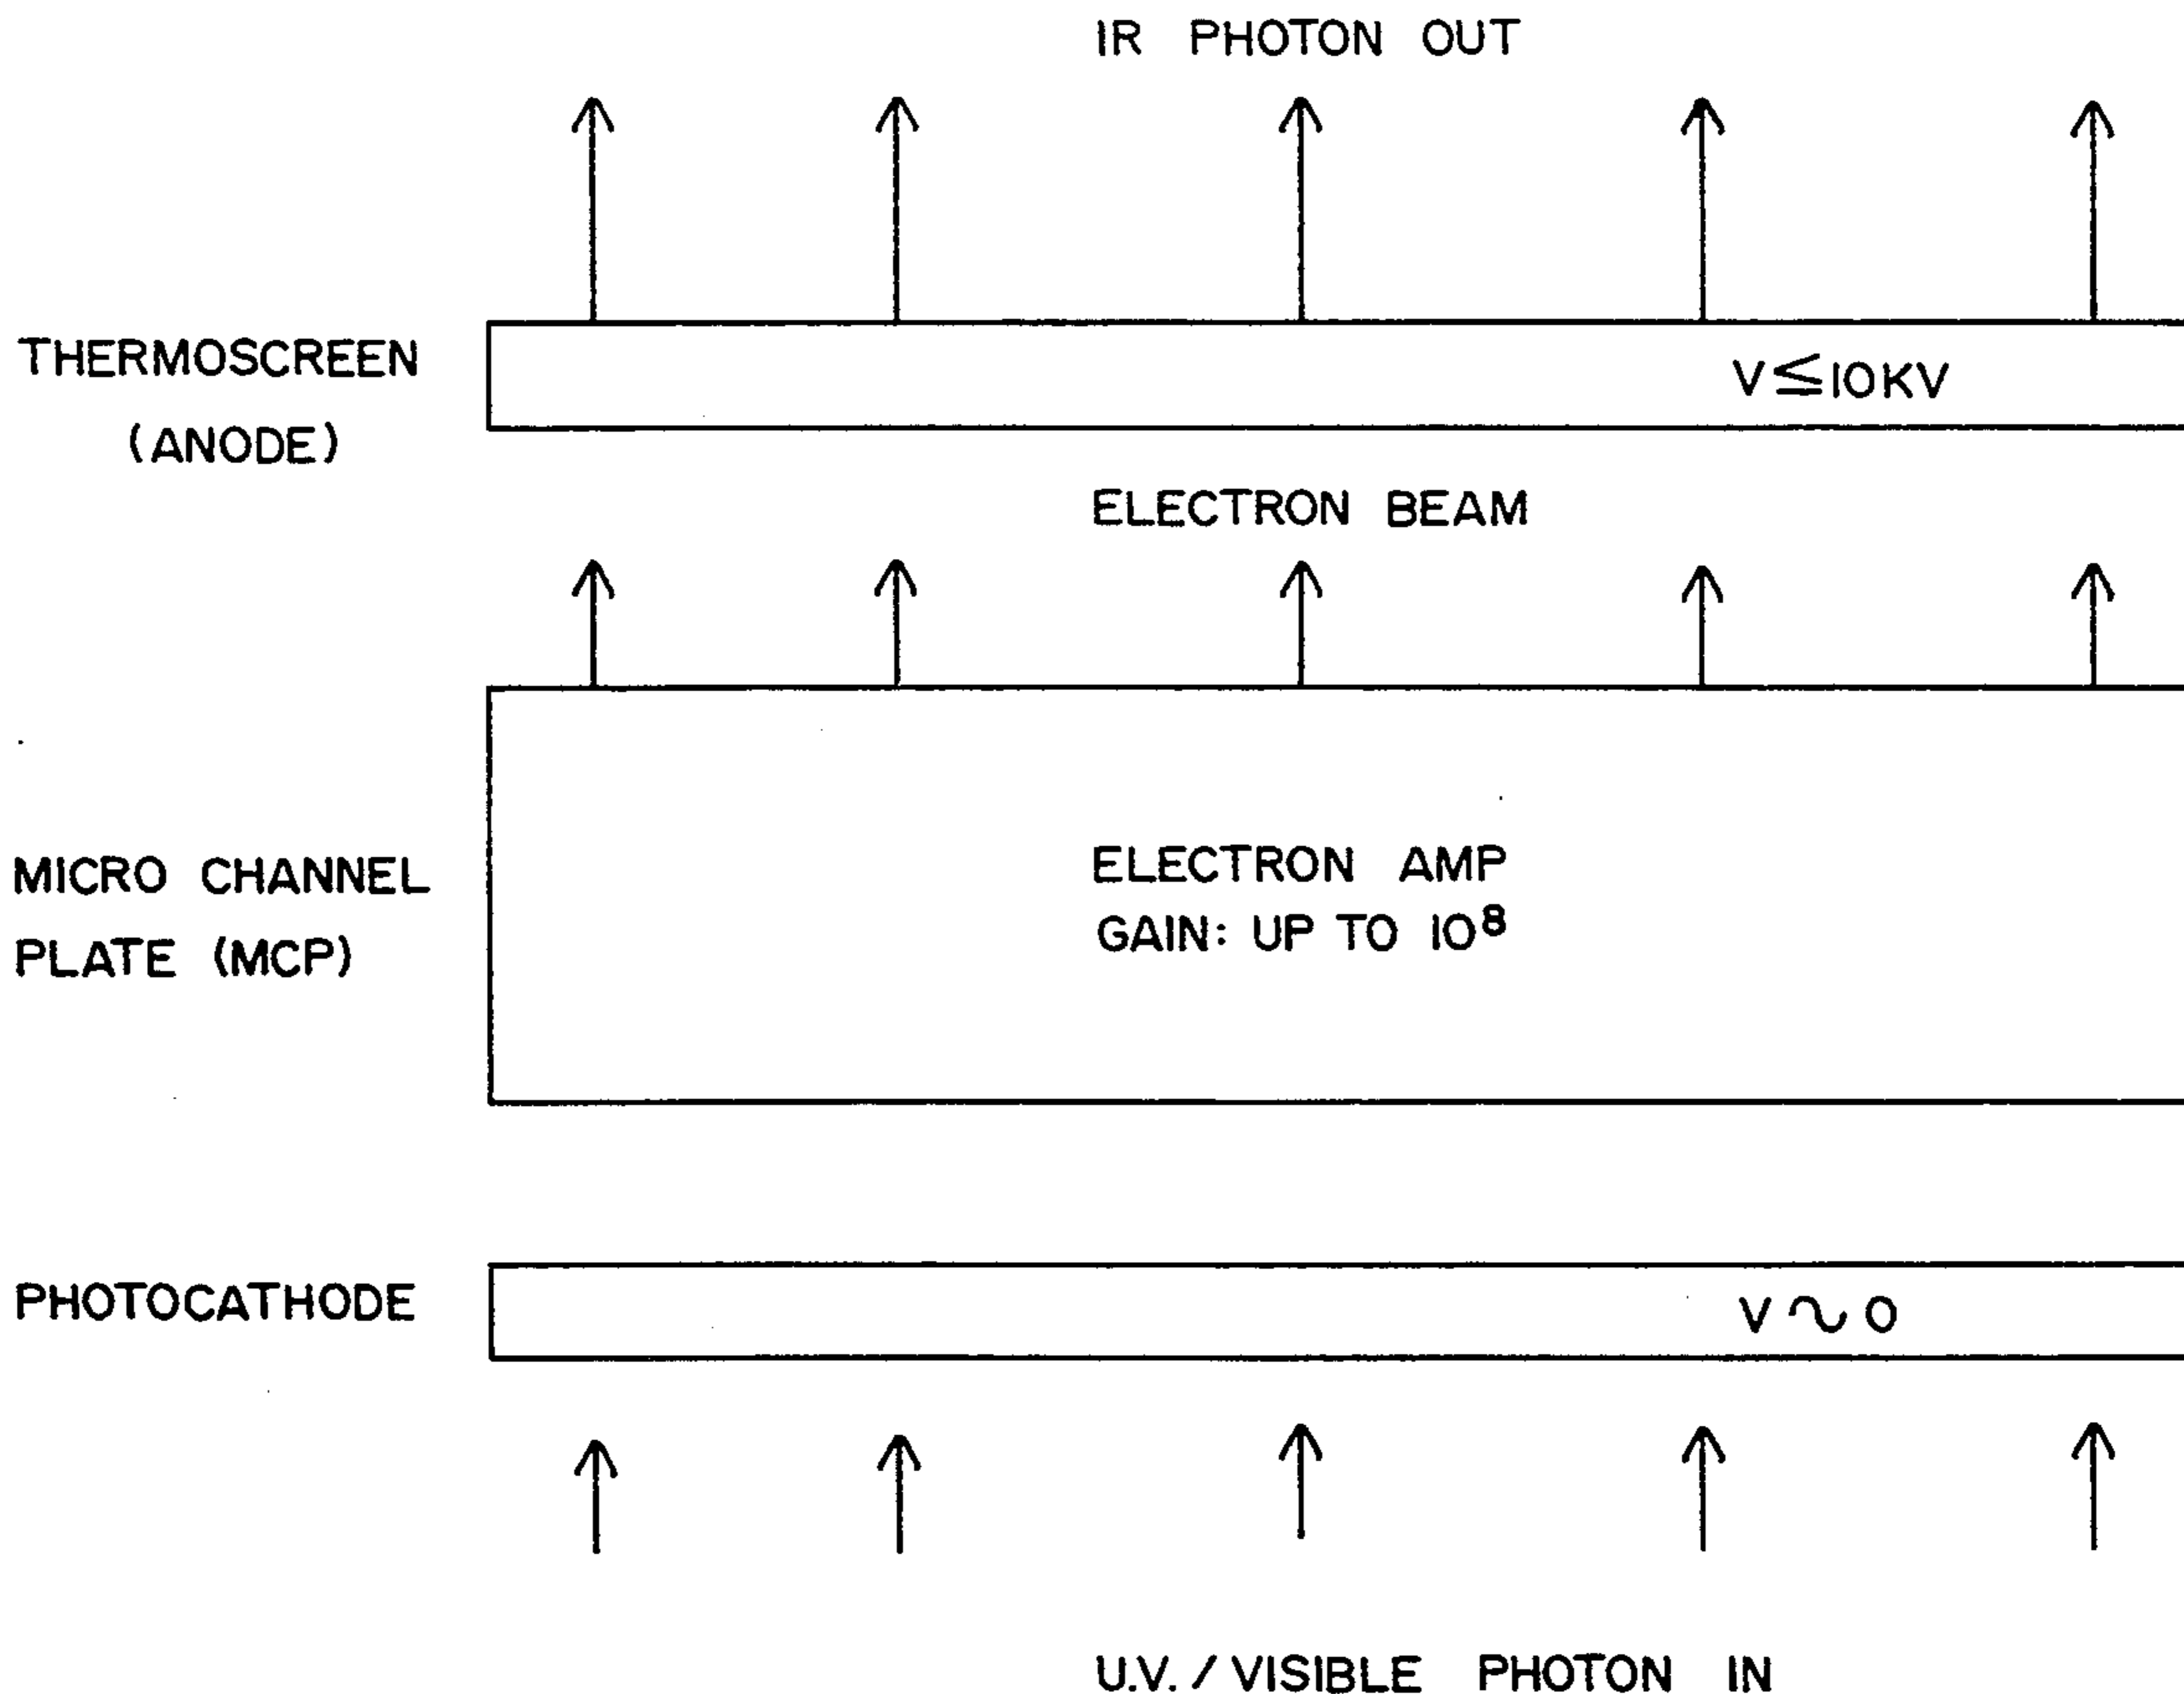 IR PHOTON OUT
THERMOSCREEN
(ANODE)
V≦10KV
ELECTRON BEAM
MICRO CHANNEL
PLATE (MCP)
ELECTRON AMP
GAIN: UP TO 10⁸
PHOTOCATHODE
V∼O
U.V./VISIBLE PHOTON IN